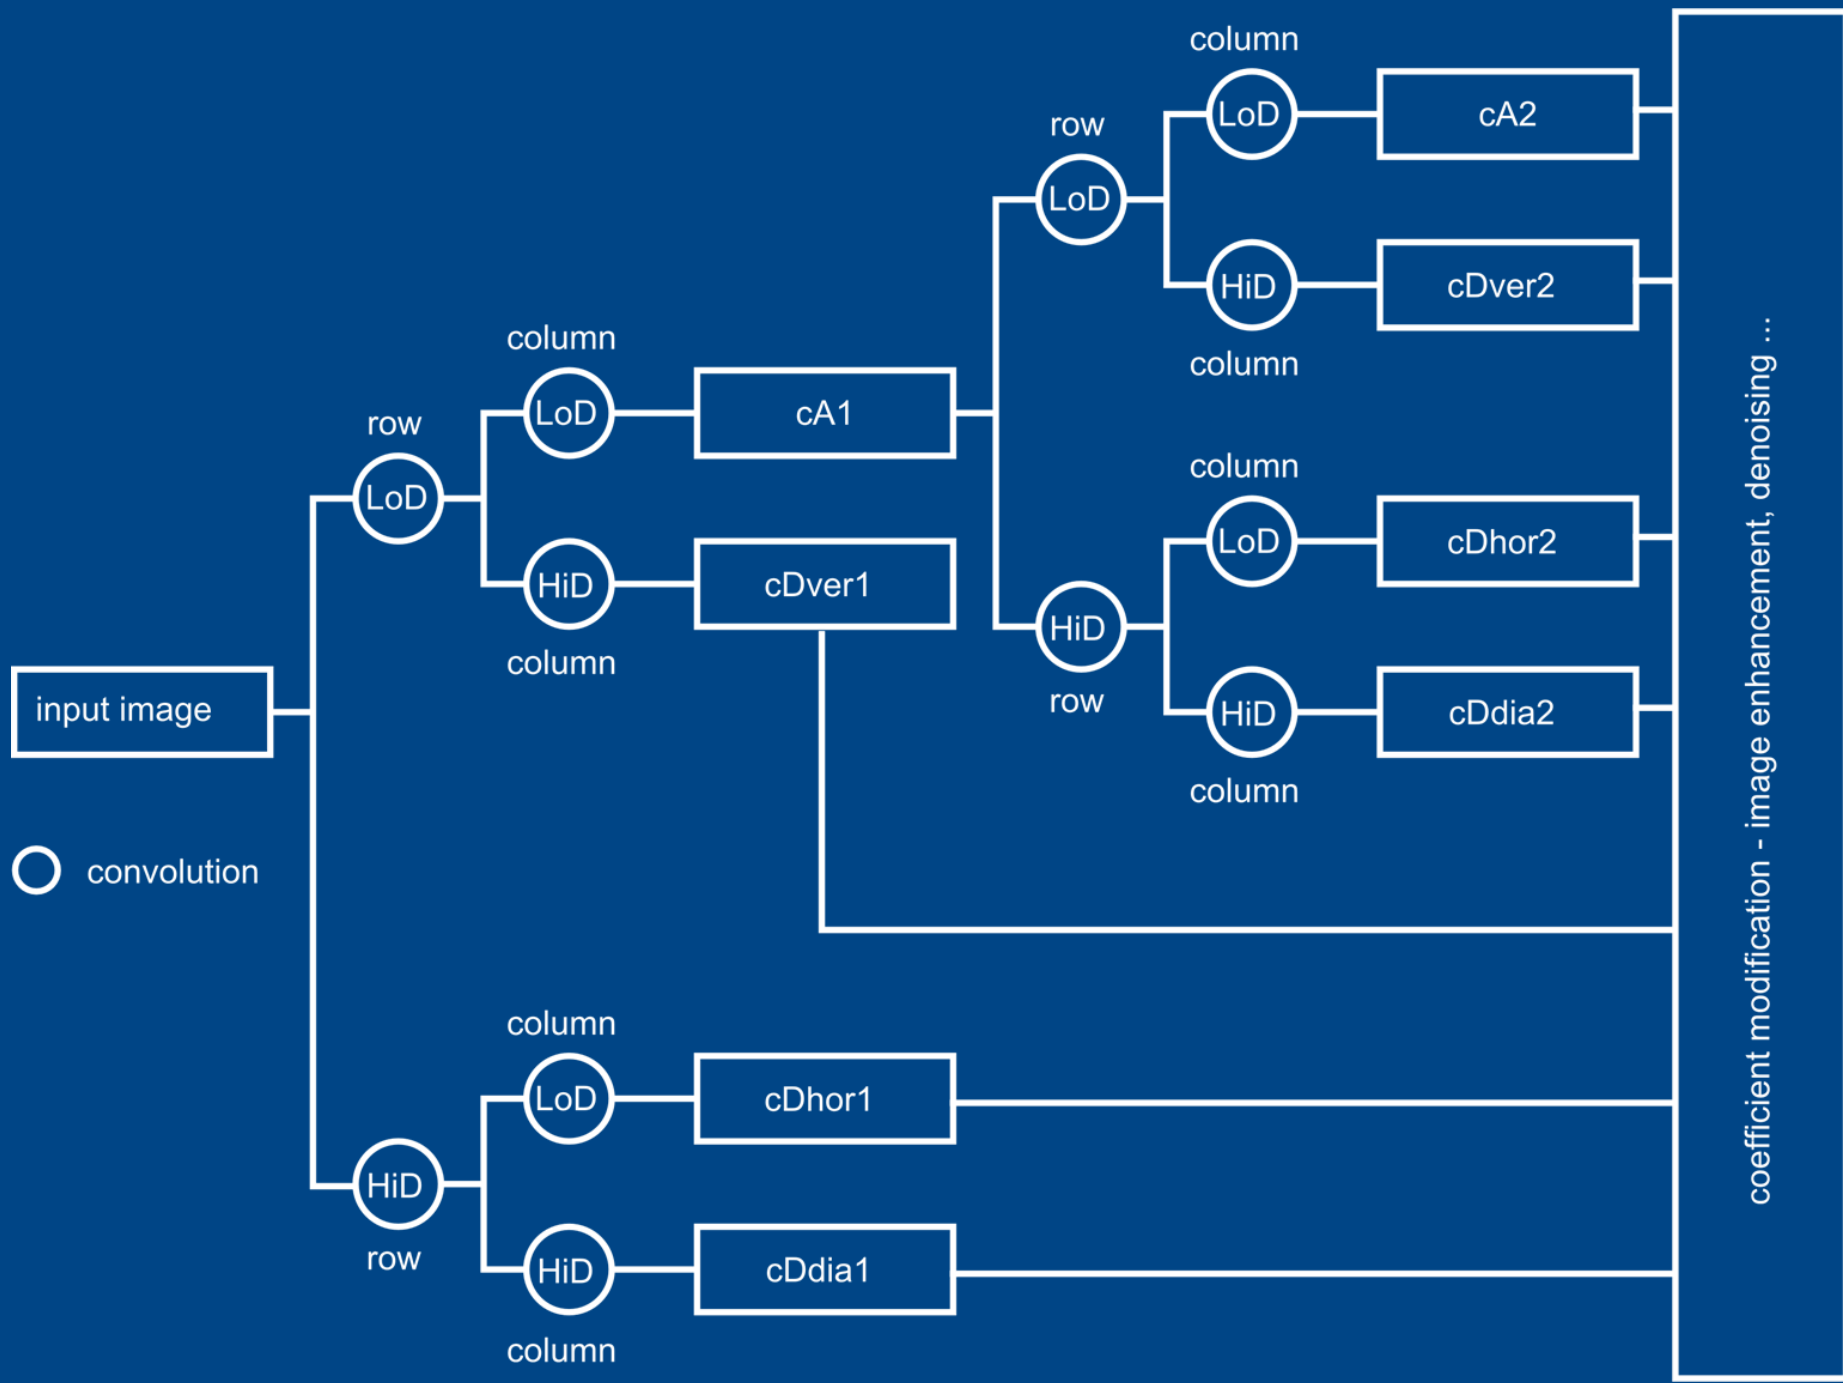 column
row
LoD
cA2
LoD
HiD
cDver2
column
column
row
LoD
cA1
LoD
HiD
cDver1
column
column
LoD
cDhor2
HiD
row
HiD
cDdia2
column
input image
convolution
column
LoD
cDhor1
HiD
row
HiD
cDdia1
column
coefficient modification - image enhancement, denoising ...